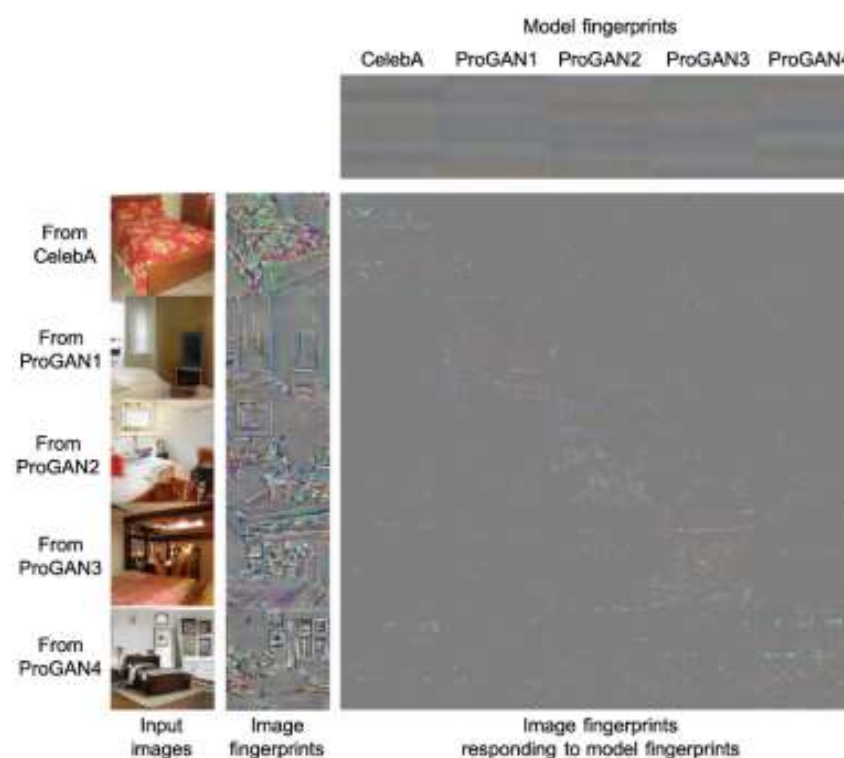 Model fingerprints
CelebA ProGAN1 ProGAN2 ProGAN3 ProGAN4
From
CelebA
From
ProGAN1
From
ProGAN2
From
ProGAN3
From
ProGAN4
Input
images
Image
fingerprints
Image fingerprints
responding to model fingerprints